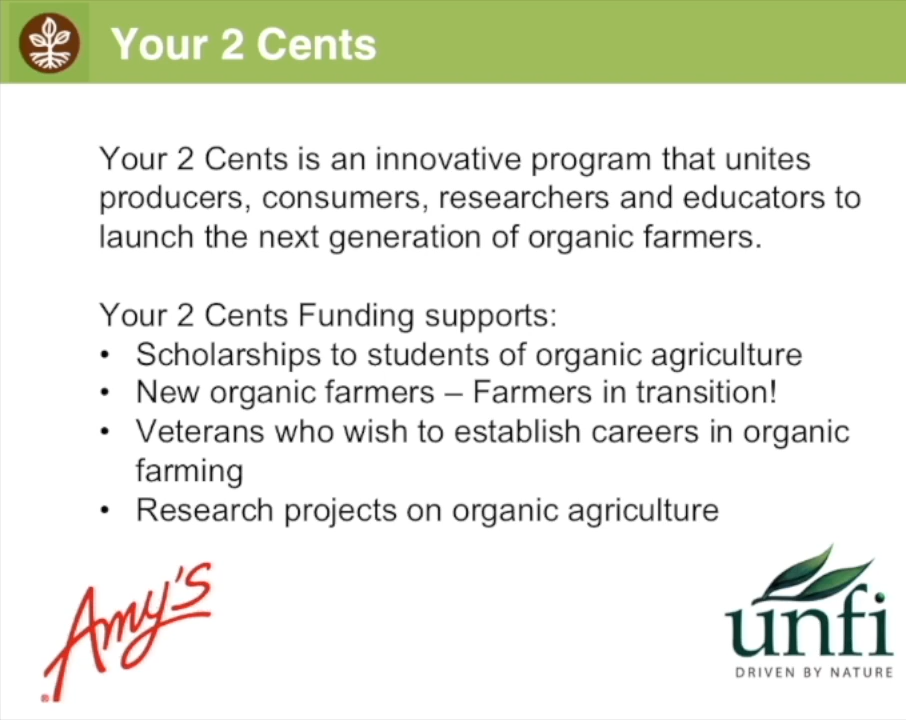 Your 2 Cents
Your 2 Cents is an innovative program that unites
producers, consumers, researchers and educators to
launch the next generation of organic farmers.
Your 2 Cents Funding supports:
• Scholarships to students of organic agriculture
• New organic farmers – Farmers in transition!
• Veterans who wish to establish careers in organic
farming
• Research projects on organic agriculture
Amy's
®
unfi
DRIVEN BY NATURE